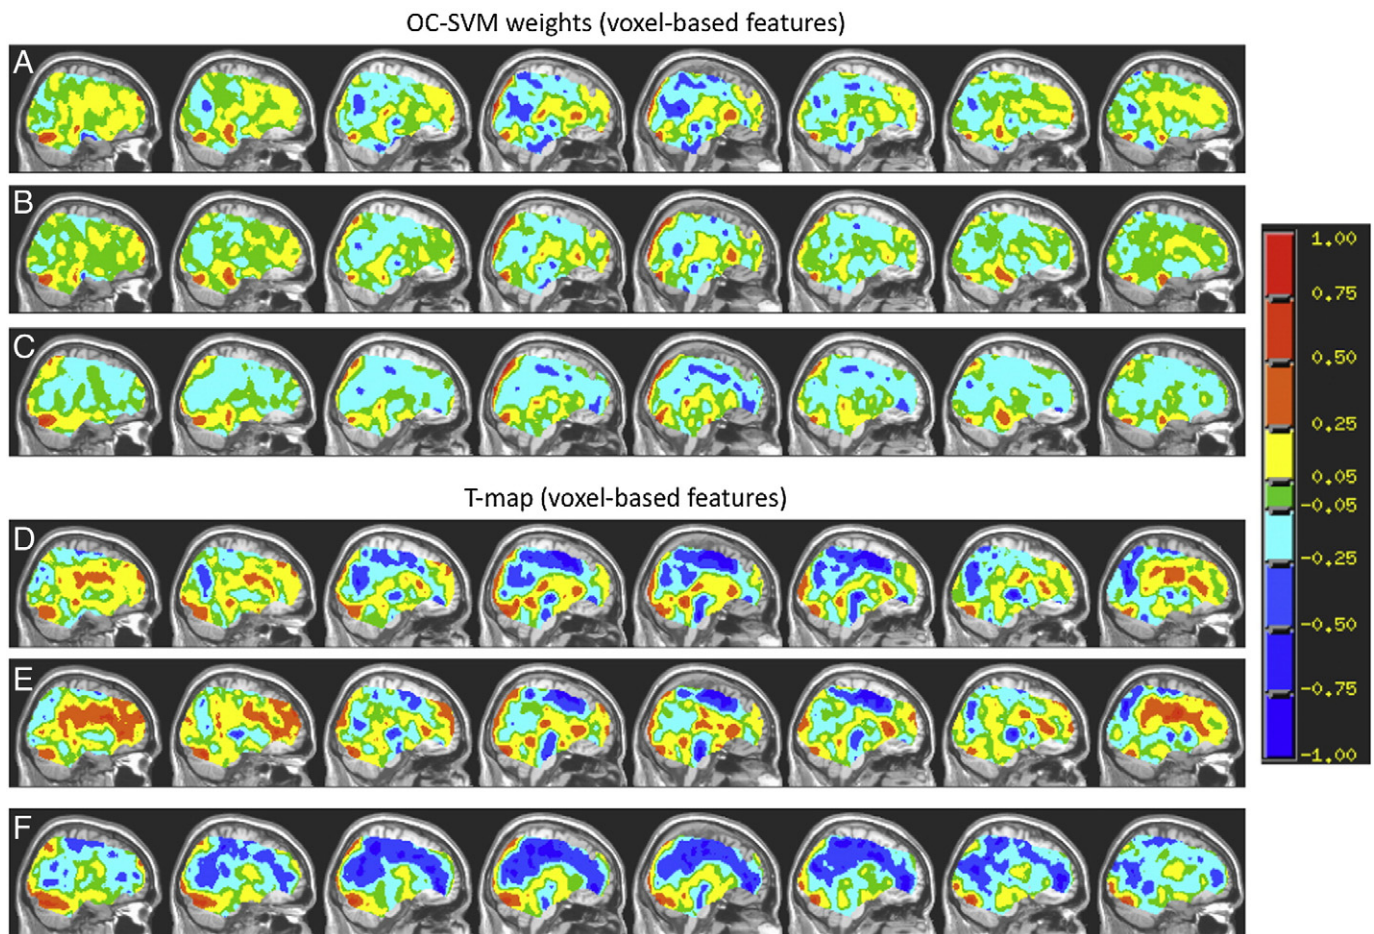 OC-SVM weights (voxel-based features)
A
B
C
T-map (voxel-based features)
D
E
F
1.00
0.75
0.50
0.25
0.05
-0.05
-0.25
-0.50
-0.75
-1.00